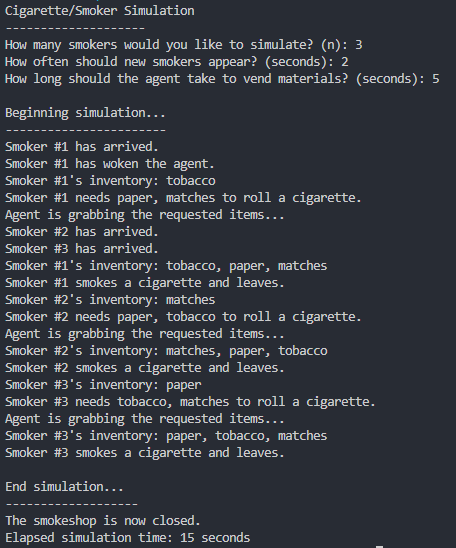 Cigarette/Smoker Simulation
--------------------
How many smokers would you like to simulate? (n): 3
How often should new smokers appear? (seconds): 2
How long should the agent take to vend materials? (seconds): 5

Beginning simulation...
-----------------------
Smoker #1 has arrived.
Smoker #1 has woken the agent.
Smoker #1's inventory: tobacco
Smoker #1 needs paper, matches to roll a cigarette.
Agent is grabbing the requested items...
Smoker #2 has arrived.
Smoker #3 has arrived.
Smoker #1's inventory: tobacco, paper, matches
Smoker #1 smokes a cigarette and leaves.
Smoker #2's inventory: matches
Smoker #2 needs paper, tobacco to roll a cigarette.
Agent is grabbing the requested items...
Smoker #2's inventory: matches, paper, tobacco
Smoker #2 smokes a cigarette and leaves.
Smoker #3's inventory: paper
Smoker #3 needs tobacco, matches to roll a cigarette.
Agent is grabbing the requested items...
Smoker #3's inventory: paper, tobacco, matches
Smoker #3 smokes a cigarette and leaves.

End simulation...
-------------------
The smokeshop is now closed.
Elapsed simulation time: 15 seconds